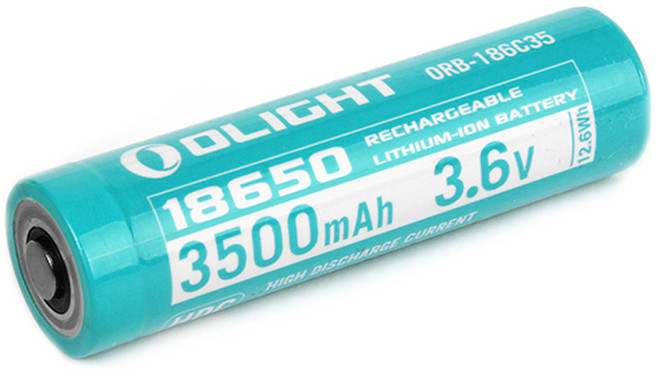 OLIGHT
ORB-186C35
18650
RECHARGEABLE
LITHIUM-ION BATTERY
3500mAh 3.6v
12.6Wh
HDC HIGH DISCHARGE CURRENT